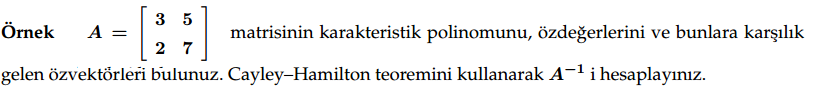 Örnek A = [ 3 5 ; 2 7 ] matrisinin karakteristik polinomunu, özdeğerlerini ve bunlara karşılık
gelen özvektörleri bulunuz. Cayley–Hamilton teoremini kullanarak A⁻¹ i hesaplayınız.